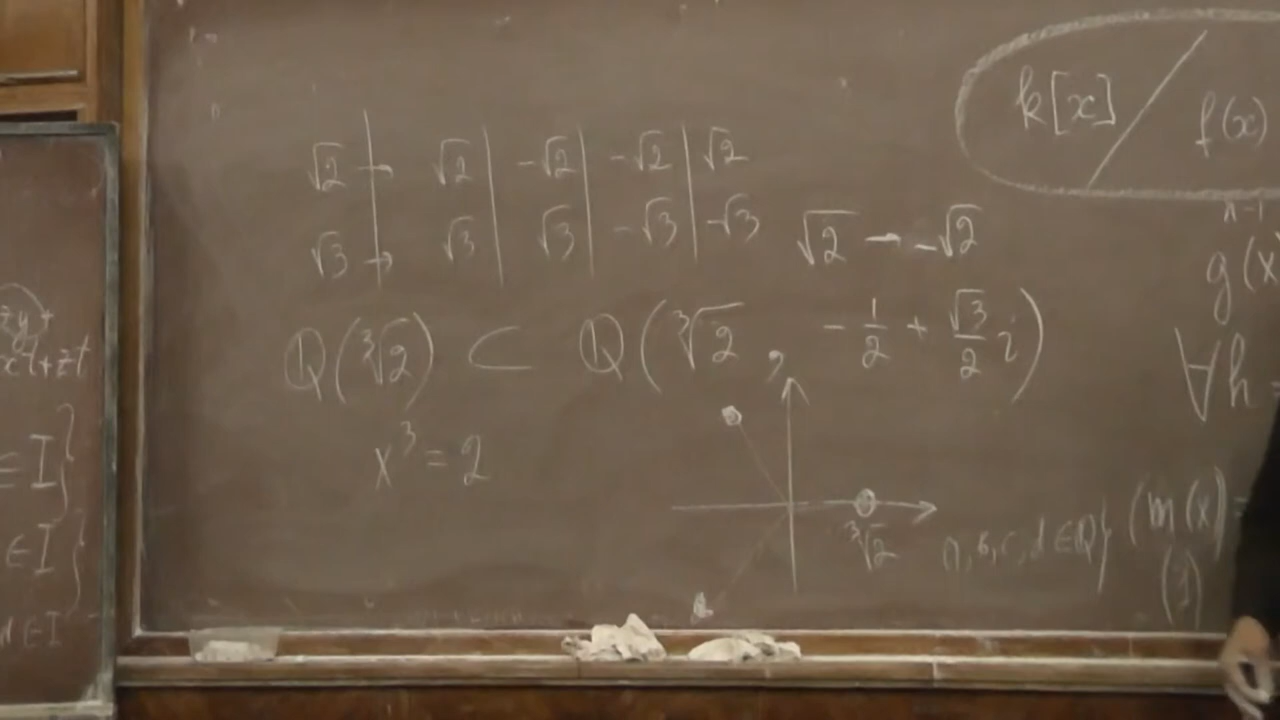 √2 → | √2 | -√2 | -√2 | √2
√3 → | √3 | √3 | -√3 | -√3
√2 → -√2
Q(∛2) ⊂ Q(∛2, -1/2 + √3/2 i)
x³ = 2
∛2
k[x] / f(x)
g(x
∀h
(m(x) =
∈ I}
∈ I}
∈ I